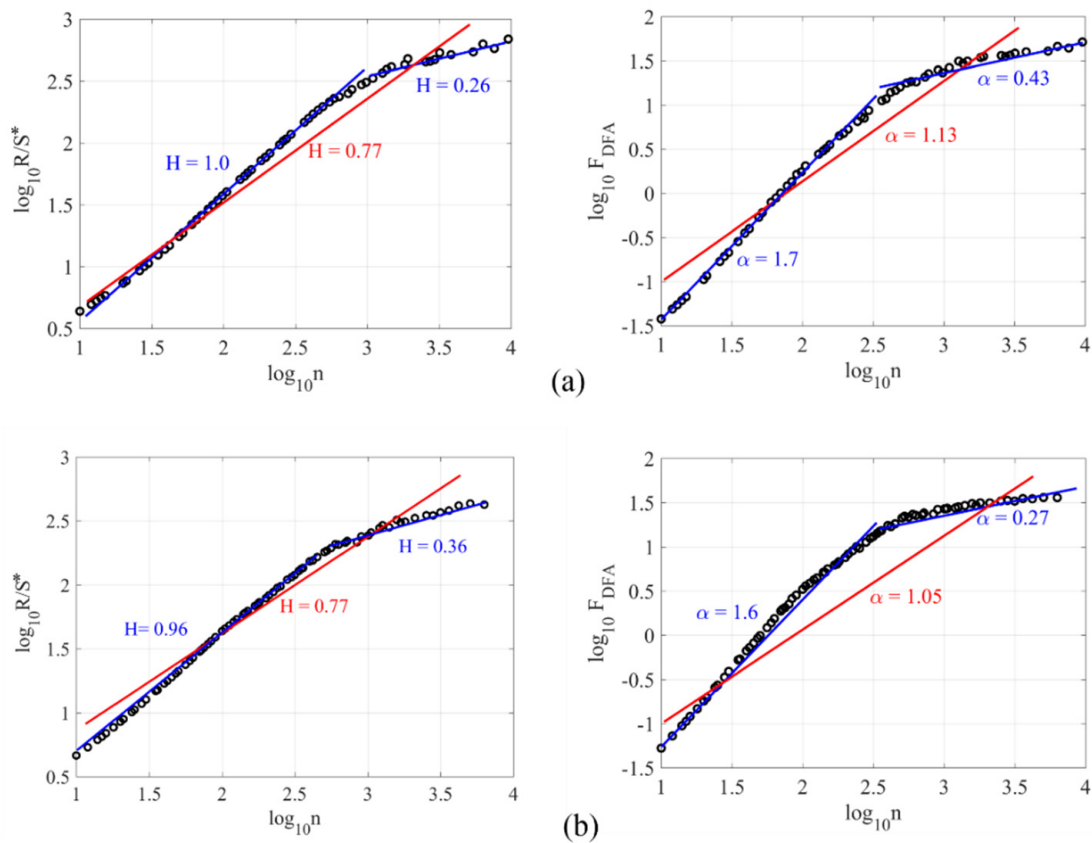 3
2.5
2
1.5
1
0.5
log10R/S*
H = 1.0
H = 0.77
H = 0.26
1 1.5 2 2.5 3 3.5 4
log10n
2
1.5
1
0.5
0
-0.5
-1
-1.5
log10 FDFA
α = 0.43
α = 1.13
α = 1.7
1 1.5 2 2.5 3 3.5 4
log10n
(a)
3
2.5
2
1.5
1
0.5
log10R/S*
H = 0.36
H = 0.77
H= 0.96
1 1.5 2 2.5 3 3.5 4
log10n
2
1.5
1
0.5
0
-0.5
-1
-1.5
log10 FDFA
α = 0.27
α = 1.6
α = 1.05
1 1.5 2 2.5 3 3.5 4
log10n
(b)